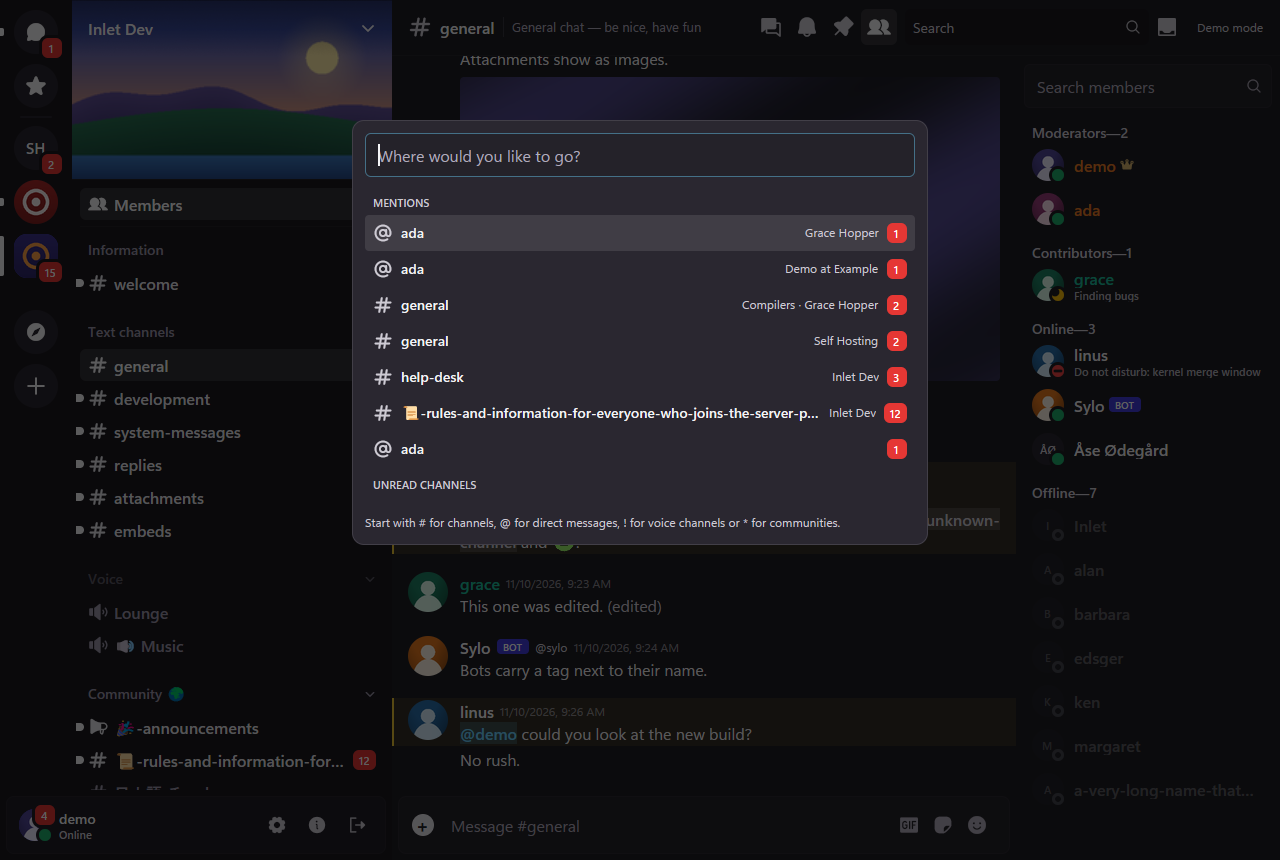 1
SH
2
15
Inlet Dev
Members
Information
welcome
Text channels
general
development
system-messages
replies
attachments
embeds
Voice
Lounge
Music
Community
-announcements
-rules-and-information-for...
12
4
demo
Online
general
General chat — be nice, have fun
Search
Demo mode
Attachments show as images.
Where would you like to go?
MENTIONS
@ ada Grace Hopper 1
@ ada Demo at Example 1
# general Compilers · Grace Hopper 2
# general Self Hosting 2
# help-desk Inlet Dev 3
# -rules-and-information-for-everyone-who-joins-the-server-p... Inlet Dev 12
@ ada 1
UNREAD CHANNELS
Start with # for channels, @ for direct messages, ! for voice channels or * for communities.
unknown-
channel and ?
grace 11/10/2026, 9:23 AM
This one was edited. (edited)
Sylo BOT @sylo 11/10/2026, 9:24 AM
Bots carry a tag next to their name.
linus 11/10/2026, 9:26 AM
@demo could you look at the new build?
No rush.
Message #general
GIF
Search members
Moderators—2
demo
ada
Contributors—1
grace
Finding bugs
Online—3
linus
Do not disturb: kernel merge window
Sylo BOT
ÅØ Åse Ødegård
Offline—7
I Inlet
A alan
B barbara
E edsger
K ken
M margaret
A a-very-long-name-that...